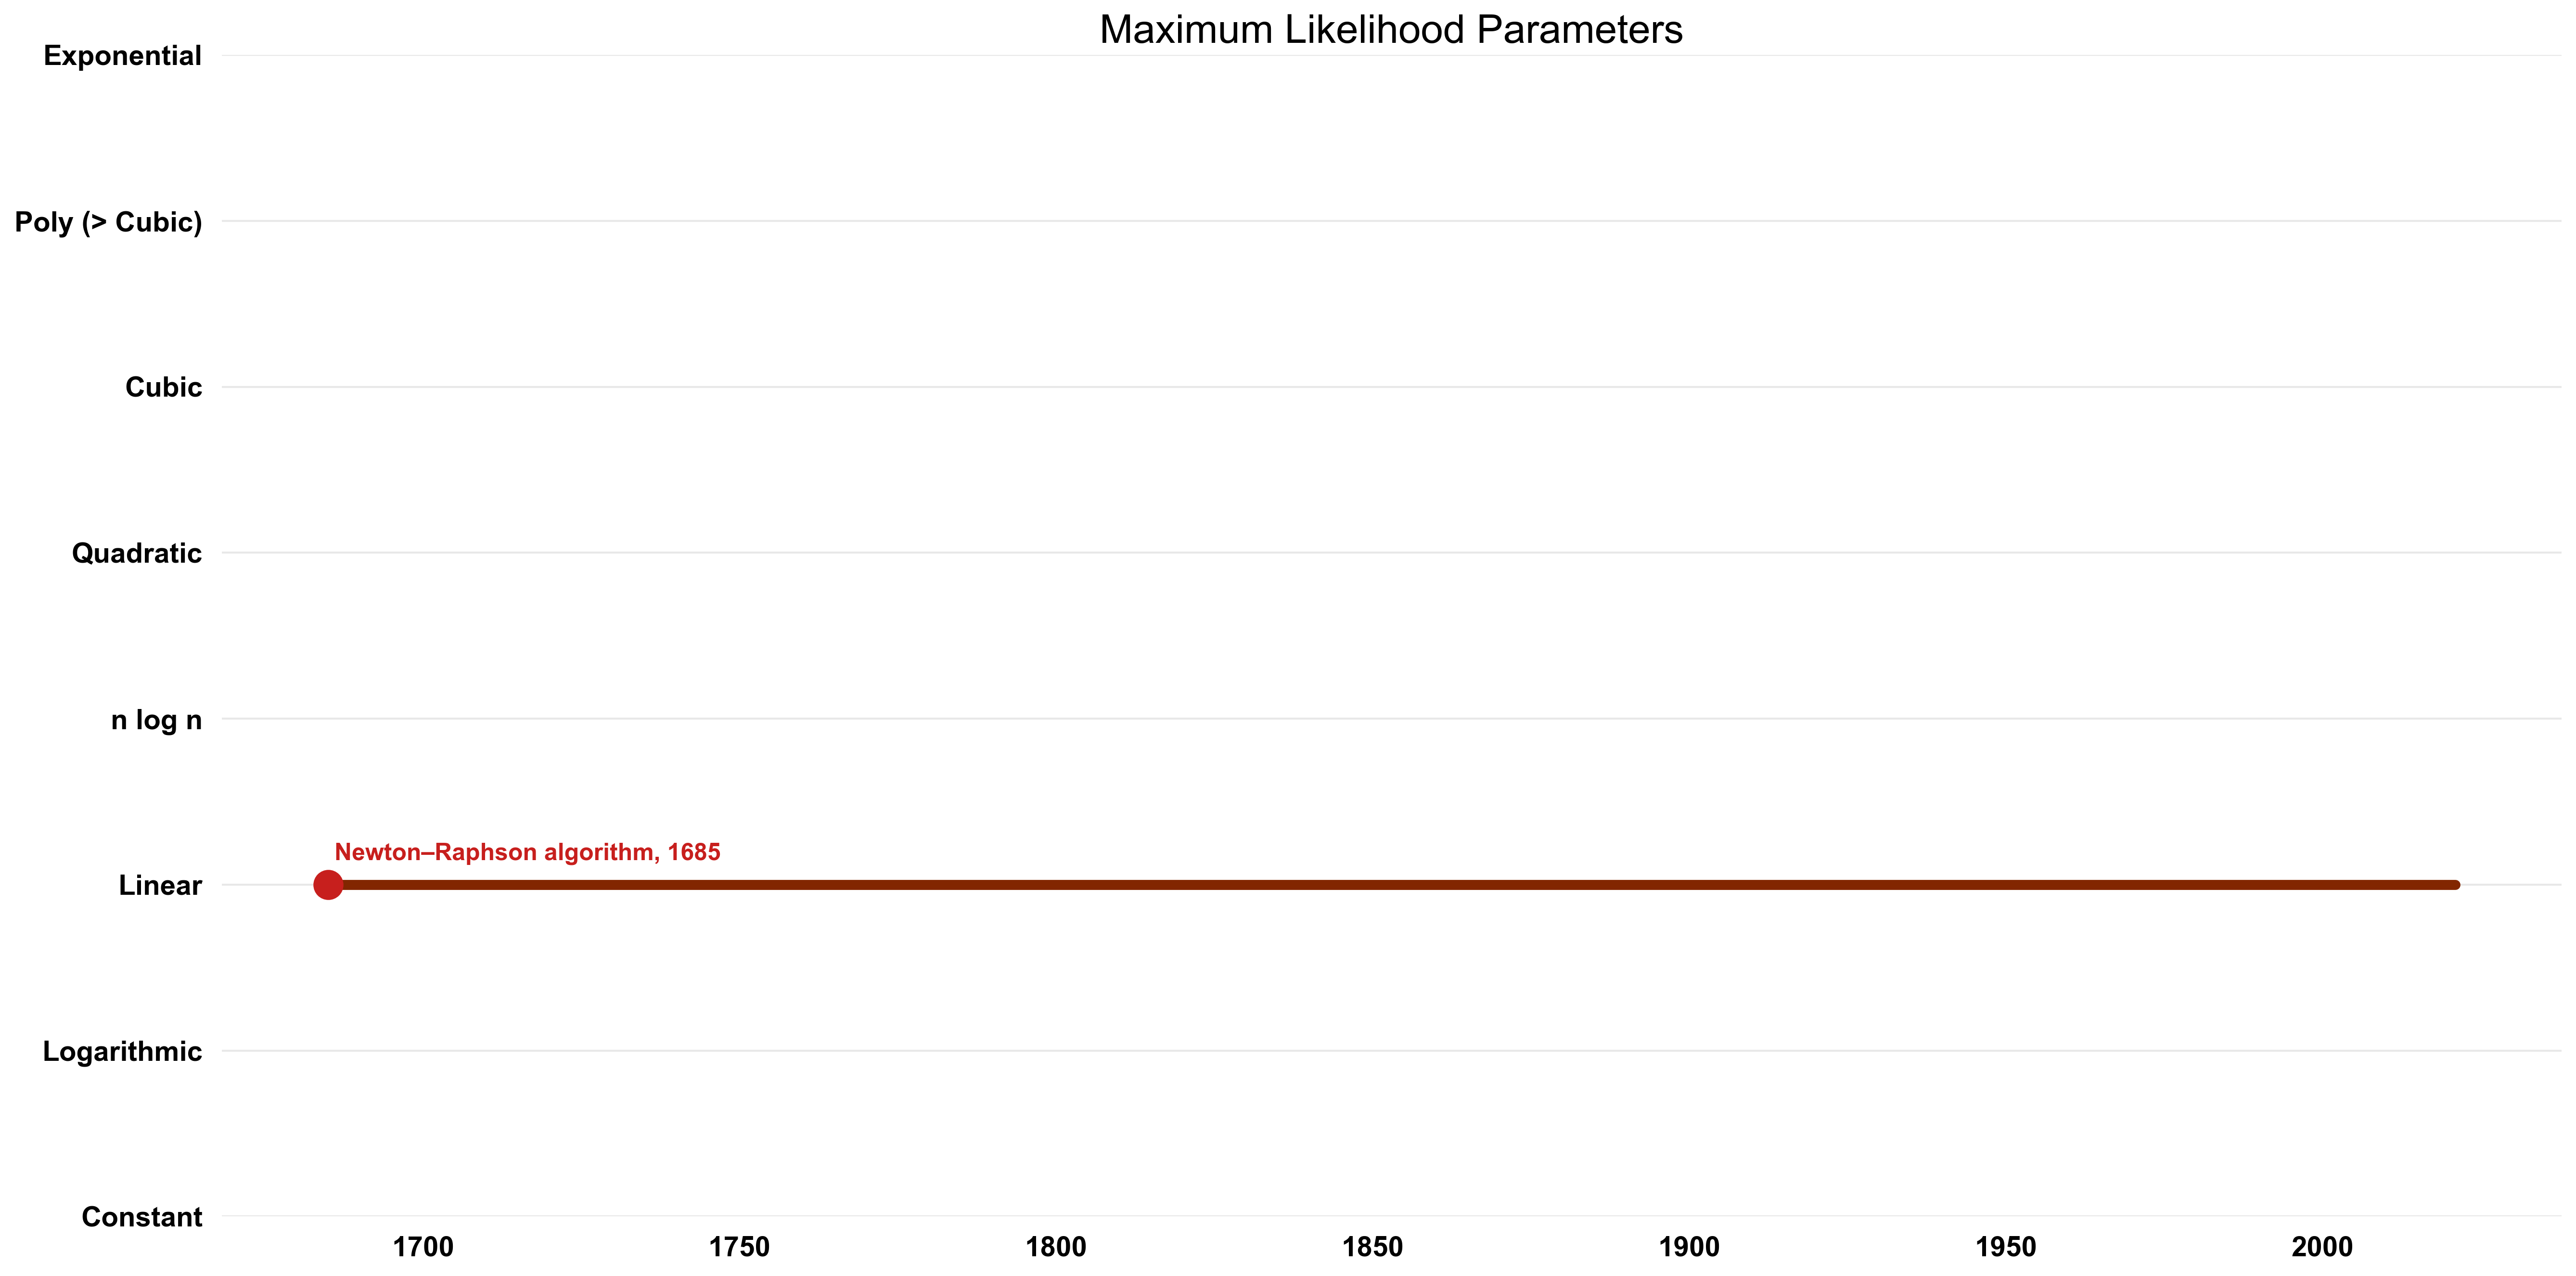 Maximum Likelihood Parameters
Exponential
Poly (> Cubic)
Cubic
Quadratic
n log n
Newton–Raphson algorithm, 1685
Linear
Logarithmic
Constant
1700 1750 1800 1850 1900 1950 2000